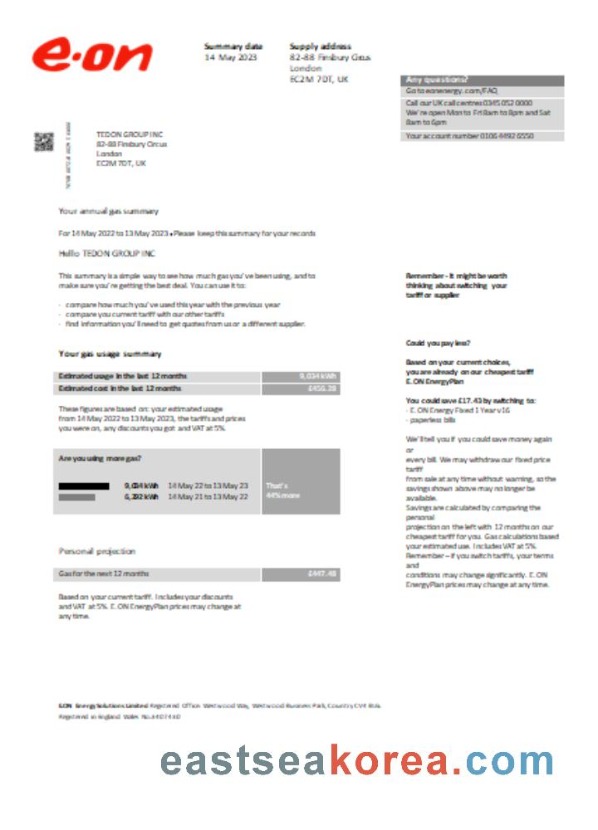 e·on
Summary date
14 May 2023
Supply address
82-88 Finsbury Circus
London
EC2M 7DT, UK
Any questions?
Go to eonenergy.com/FAQ
Call our UK call centres 0345 052 0000
We're open Mon to Fri 8am to 8pm and Sat
8am to 6pm
Your account number 0106 4492 6550
TEDON GROUP INC
82-88 Finsbury Circus
London
EC2M 7DT, UK
Your annual gas summary
For 14 May 2022 to 13 May 2023 • Please keep this summary for your records
Hello TEDON GROUP INC
This summary is a simple way to see how much gas you've been using, and to
make sure you're getting the best deal. You can use it to:
- compare how much you've used this year with the previous year
- compare you current tariff with our other tariffs
- find information you'll need to get quotes from us or a different supplier.
Your gas usage summary
Estimated usage in the last 12 months 9,034 kWh
Estimated cost in the last 12 months
These figures are based on: your estimated usage
from 14 May 2022 to 13 May 2023, the tariffs and prices
you were on, any discounts you got and VAT at 5%.
Are you using more gas?
9,034 kWh 14 May 22 to 13 May 23
14 May 21 to 13 May 22
That's
44% more
Personal projection
Gas for the next 12 months £447.48
Based on your current tariff. Includes your discounts
and VAT at 5%. E.ON EnergyPlan prices may change at
any time.
Remember - it might be worth
thinking about switching your
tariff or supplier
Could you pay less?
Based on your current choices,
you are already on our cheapest tariff
E.ON EnergyPlan
You could save £17.43 by switching to:
- E.ON Energy Fixed 1 Year v16
- paperless bills
We'll tell you if you could save money again
or
every bill. We may withdraw our fixed price
tariff
from sale at any time without warning, so the
savings shown above may no longer be
available.
Savings are calculated by comparing the
personal
projection on the left with 12 months on our
cheapest tariff for you. Gas calculations based
your estimated use. Includes VAT at 5%.
Remember – if you switch tariffs, your terms
and
conditions may change significantly. E.ON
EnergyPlan prices may change at any time.
E.ON Energy Solutions Limited Registered Office: Westwood Way, Westwood Business Park, Country CV4 8LG.
Registered in England Wales No.3407430
eastseakorea.com